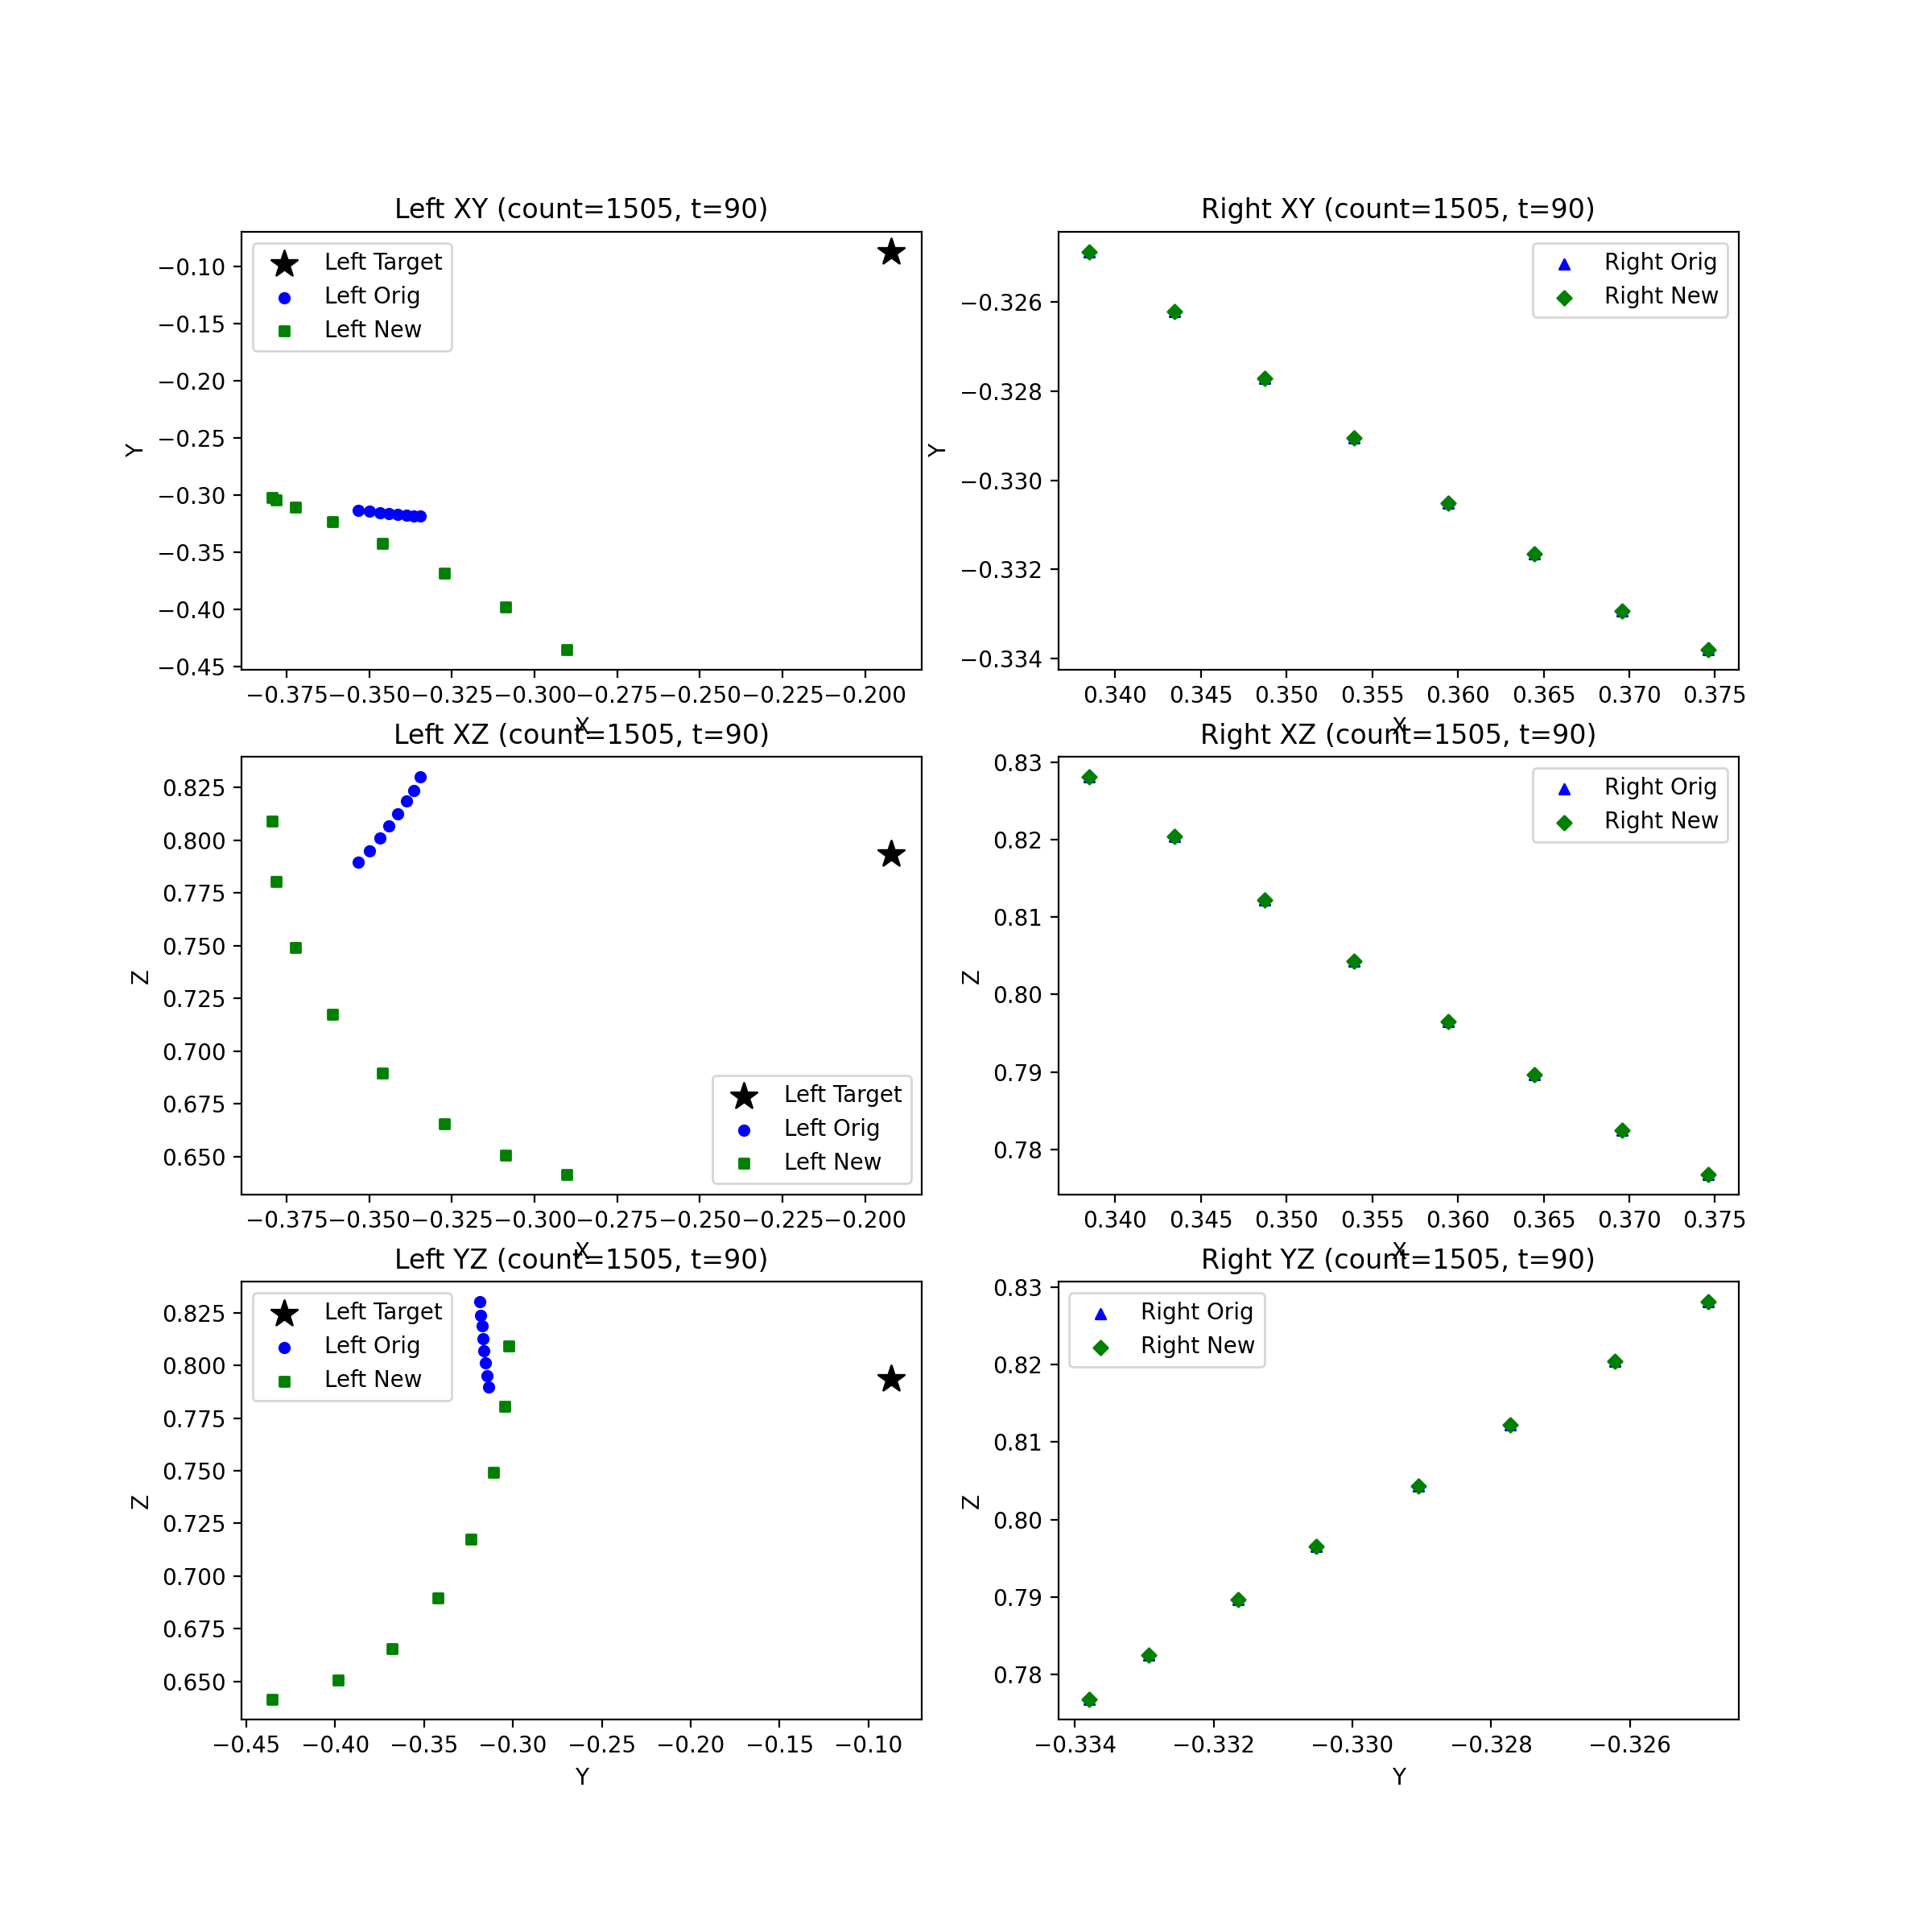 Left XY (count=1505, t=90)
Left Target
Left Orig
Left New
−0.10
−0.15
−0.20
−0.25
−0.30
−0.35
−0.40
−0.45
Y
−0.375 −0.350 −0.325 −0.300 −0.275 −0.250 −0.225 −0.200
X
Right XY (count=1505, t=90)
Right Orig
Right New
−0.326
−0.328
−0.330
−0.332
−0.334
Y
0.340 0.345 0.350 0.355 0.360 0.365 0.370 0.375
X
Left XZ (count=1505, t=90)
0.825
0.800
0.775
0.750
0.725
0.700
0.675
0.650
Z
Left Target
Left Orig
Left New
−0.375 −0.350 −0.325 −0.300 −0.275 −0.250 −0.225 −0.200
X
Right XZ (count=1505, t=90)
Right Orig
Right New
0.83
0.82
0.81
0.80
0.79
0.78
Z
0.340 0.345 0.350 0.355 0.360 0.365 0.370 0.375
X
Left YZ (count=1505, t=90)
Left Target
Left Orig
Left New
0.825
0.800
0.775
0.750
0.725
0.700
0.675
0.650
Z
−0.45 −0.40 −0.35 −0.30 −0.25 −0.20 −0.15 −0.10
Y
Right YZ (count=1505, t=90)
Right Orig
Right New
0.83
0.82
0.81
0.80
0.79
0.78
Z
−0.334 −0.332 −0.330 −0.328 −0.326
Y